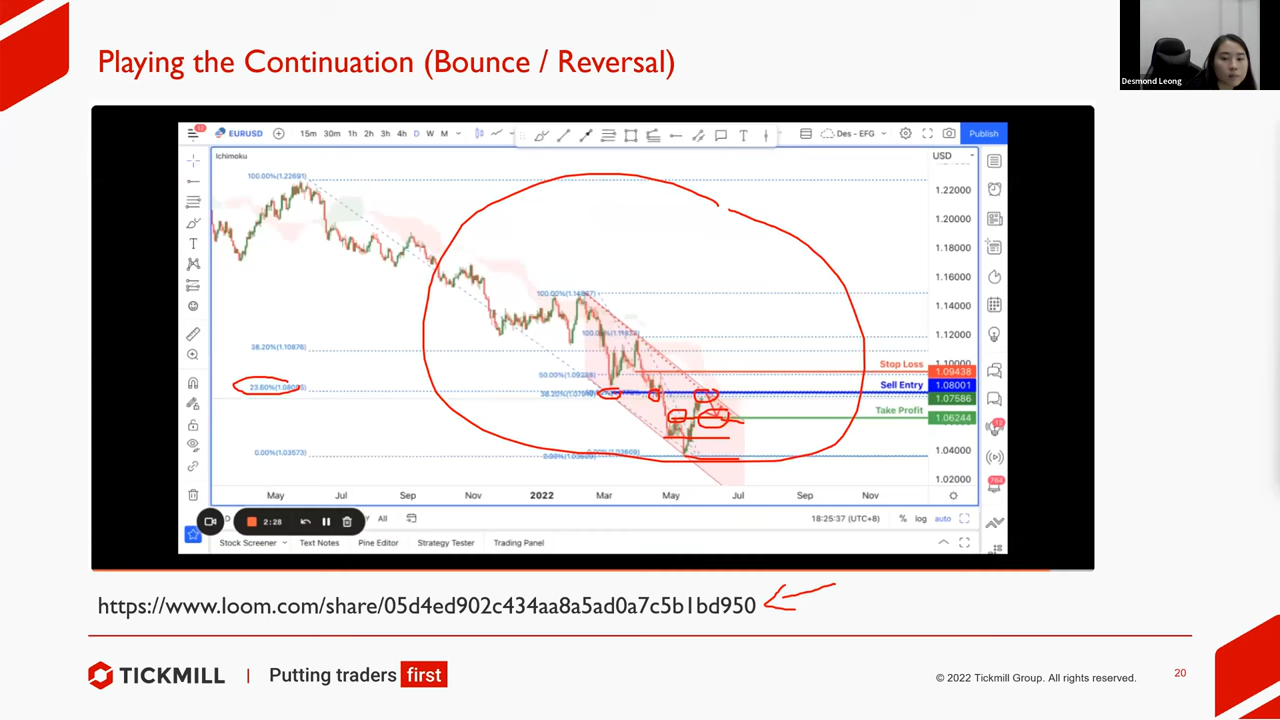 Playing the Continuation (Bounce / Reversal)
Desmond Leong
12
EURUSD
15m 30m 1h 2h 3h 4h D W M
Des - EFG
Publish
Ichimoku
USD
100.00%(1.22691)
1.22000
1.20000
1.18000
1.16000
1.14000
1.12000
1.10000
38.20%(1.10876)
Stop Loss
1.09438
Sell Entry
1.08001
1.07586
Take Profit
1.06244
0.00%(1.03573)
1.04000
1.02000
May Jul Sep Nov 2022 Mar May Jul Sep Nov
2:28
All
18:25:37 (UTC+8)
% log auto
Stock Screener Text Notes Pine Editor Strategy Tester Trading Panel
https://www.loom.com/share/05d4ed902c434aa8a5ad0a7c5b1bd950
TICKMILL | Putting traders first
© 2022 Tickmill Group. All rights reserved.
20